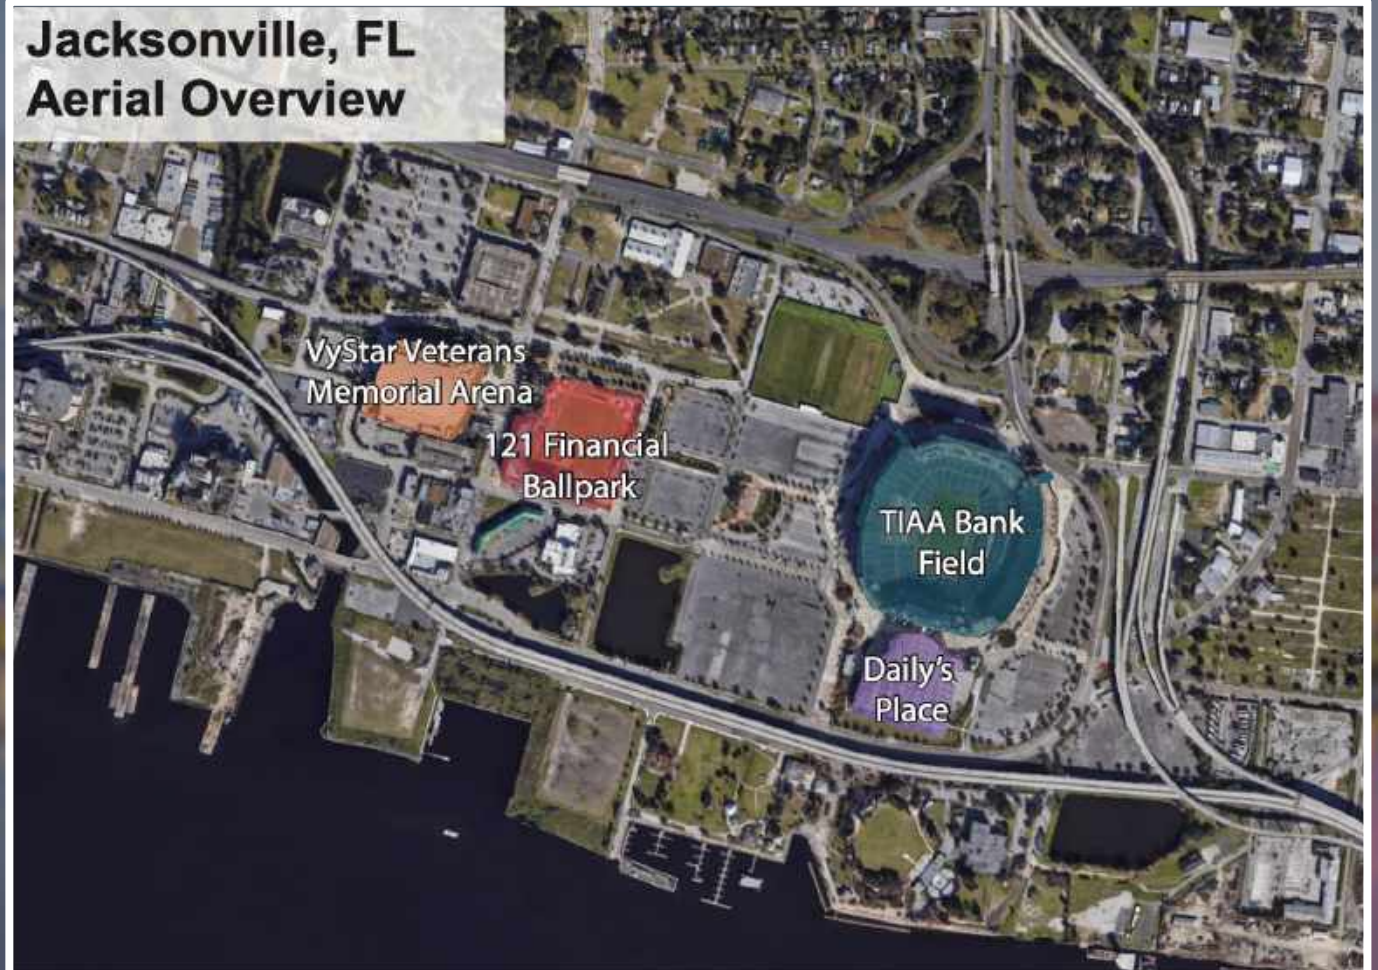 Jacksonville, FL
Aerial Overview
VyStar Veterans
Memorial Arena
121 Financial
Ballpark
TIAA Bank
Field
Daily's
Place